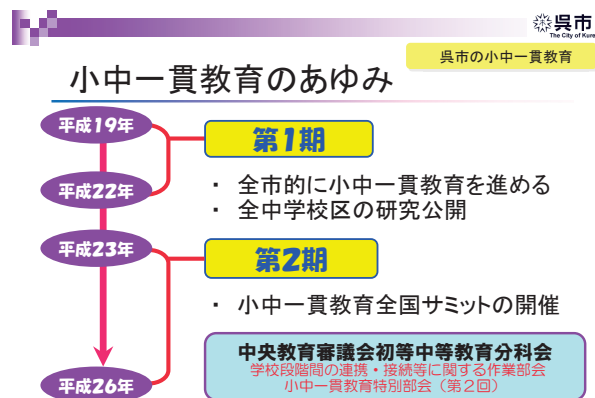 呉市
The City of Kure
呉市の小中一貫教育
小中一貫教育のあゆみ
平成19年
第1期
平成22年
・ 全市的に小中一貫教育を進める
・ 全中学校区の研究公開
平成23年
第2期
・ 小中一貫教育全国サミットの開催
中央教育審議会初等中等教育分科会
学校段階間の連携・接続等に関する作業部会
小中一貫教育特別部会（第２回）
平成26年